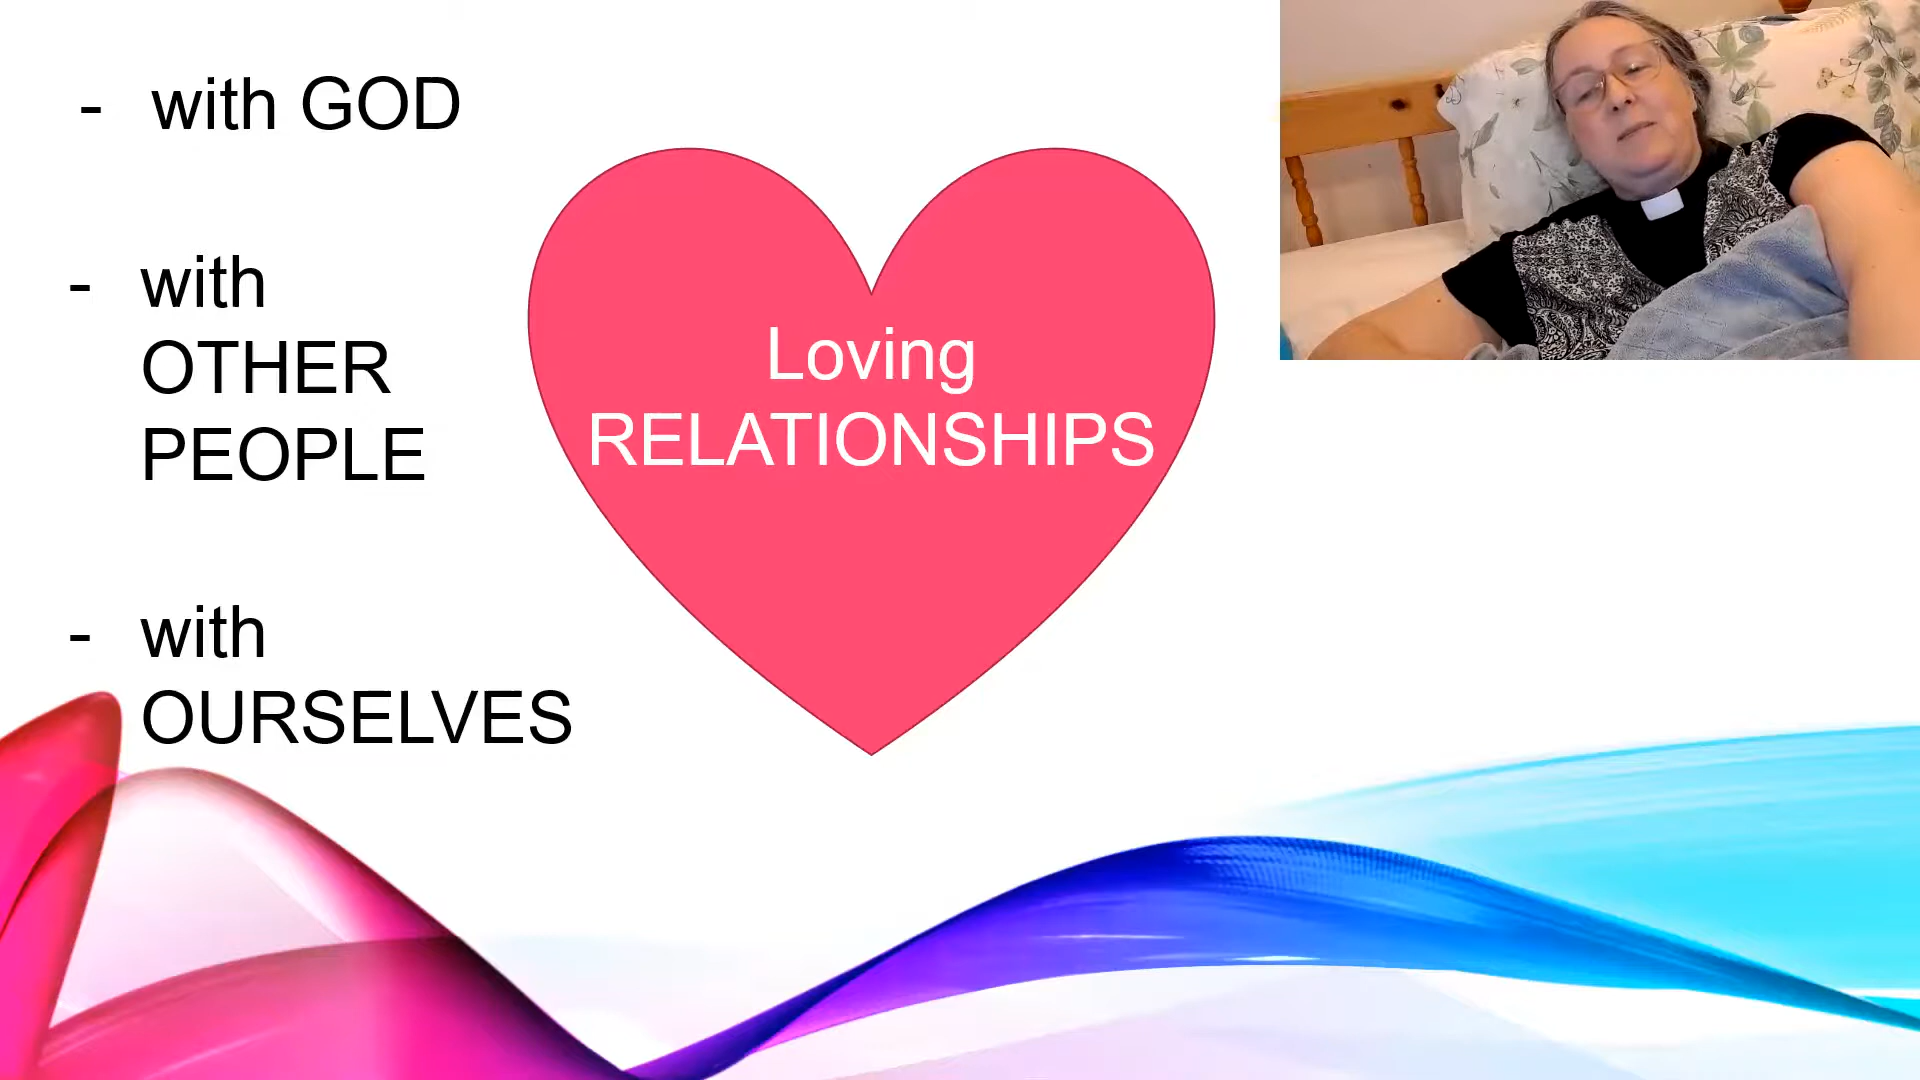 - with GOD
- with
OTHER
PEOPLE
- with
OURSELVES
Loving
RELATIONSHIPS